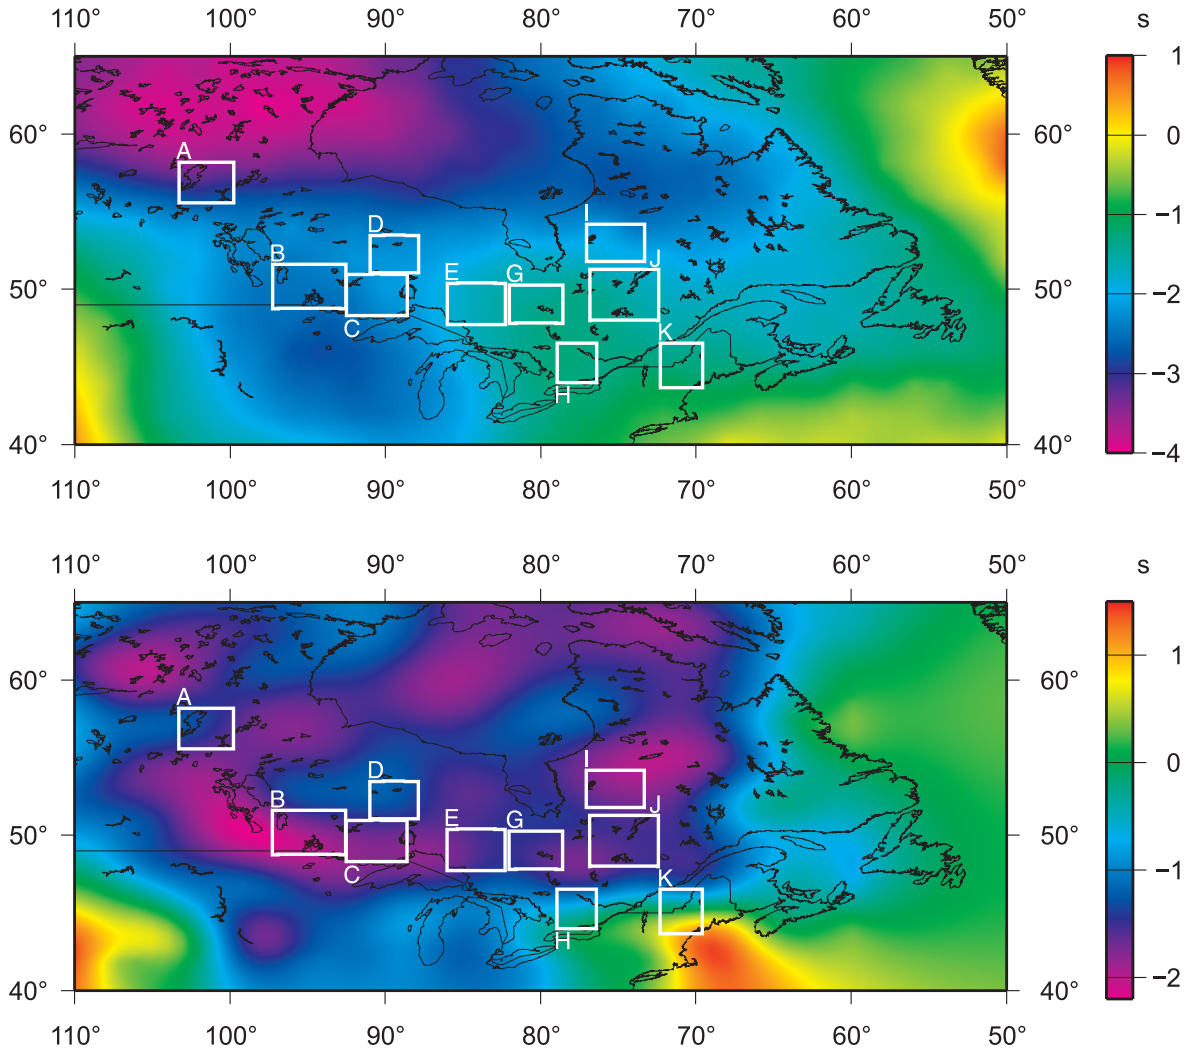 110° 100° 90° 80° 70° 60° 50° s
1
60° 60° 0
A
−1
I
D
B J
E G
50° 50° −2
C K
−3
H
40° 40° −4
110° 100° 90° 80° 70° 60° 50°
110° 100° 90° 80° 70° 60° 50° s
1
60° 60°
A
0
I
D
B J
E G
50° 50°
C K −1
H
−2
40° 40°
110° 100° 90° 80° 70° 60° 50°